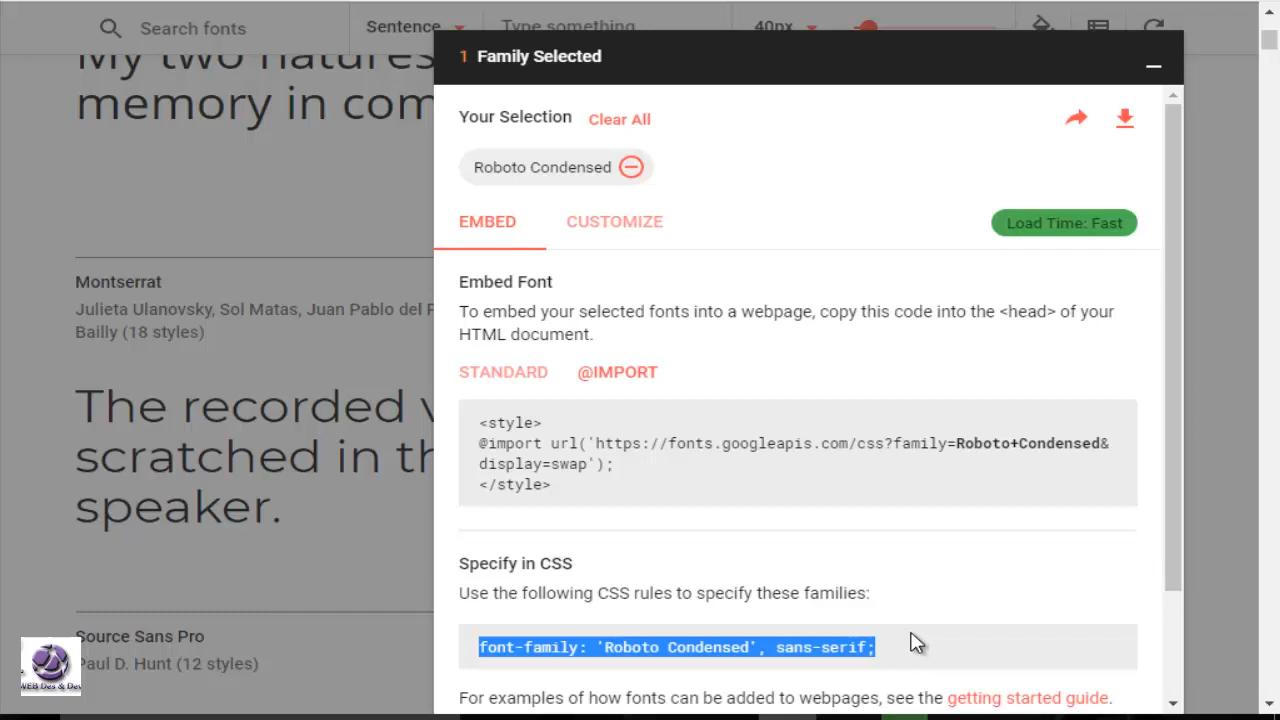 Search fonts
Sentence
Type something
40px
My two natures
memory in com
Montserrat
Julieta Ulanovsky, Sol Matas, Juan Pablo del
Bailly (18 styles)
The recorded
scratched in th
speaker.
Source Sans Pro
Paul D. Hunt (12 styles)
WEB Des & Dev
1 Family Selected
Your Selection Clear All
Roboto Condensed
EMBED CUSTOMIZE
Load Time: Fast
Embed Font
To embed your selected fonts into a webpage, copy this code into the <head> of your
HTML document.
STANDARD @IMPORT
<style>
@import url('https://fonts.googleapis.com/css?family=Roboto+Condensed&
display=swap');
</style>
Specify in CSS
Use the following CSS rules to specify these families:
font-family: 'Roboto Condensed', sans-serif;
For examples of how fonts can be added to webpages, see the getting started guide.